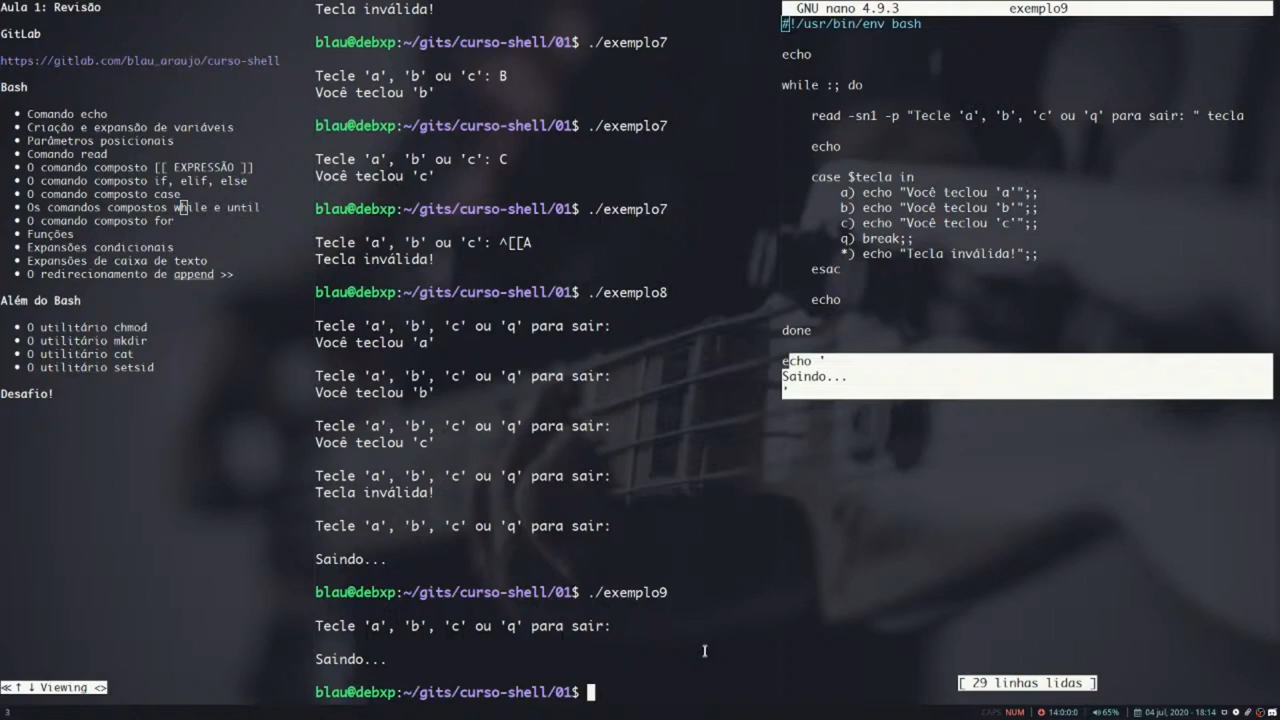 Aula 1: Revisão
GitLab
https://gitlab.com/blau_araujo/curso-shell
Bash
• Comando echo
• Criação e expansão de variáveis
• Parâmetros posicionais
• Comando read
• O comando composto [[ EXPRESSÃO ]]
• O comando composto if, elif, else
• O comando composto case
• Os comandos compostos while e until
• O comando composto for
• Funções
• Expansões condicionais
• Expansões de caixa de texto
• O redirecionamento de append >>
Além do Bash
• O utilitário chmod
• O utilitário mkdir
• O utilitário cat
• O utilitário setsid
Desafio!
≪↑ ↓ Viewing <>
Tecla inválida!
blau@debxp:~/gits/curso-shell/01$ ./exemplo7
Tecle 'a', 'b' ou 'c': B
Você teclou 'b'
blau@debxp:~/gits/curso-shell/01$ ./exemplo7
Tecle 'a', 'b' ou 'c': C
Você teclou 'c'
blau@debxp:~/gits/curso-shell/01$ ./exemplo7
Tecle 'a', 'b' ou 'c': ^[[A
Tecla inválida!
blau@debxp:~/gits/curso-shell/01$ ./exemplo8
Tecle 'a', 'b', 'c' ou 'q' para sair:
Você teclou 'a'
Tecle 'a', 'b', 'c' ou 'q' para sair:
Você teclou 'b'
Tecle 'a', 'b', 'c' ou 'q' para sair:
Você teclou 'c'
Tecle 'a', 'b', 'c' ou 'q' para sair:
Tecla inválida!
Tecle 'a', 'b', 'c' ou 'q' para sair:
Saindo...
blau@debxp:~/gits/curso-shell/01$ ./exemplo9
Tecle 'a', 'b', 'c' ou 'q' para sair:
Saindo...
blau@debxp:~/gits/curso-shell/01$
GNU nano 4.9.3 exemplo9
#!/usr/bin/env bash
echo
while :; do
read -sn1 -p "Tecle 'a', 'b', 'c' ou 'q' para sair: " tecla
echo
case $tecla in
a) echo "Você teclou 'a'";;
b) echo "Você teclou 'b'";;
c) echo "Você teclou 'c'";;
q) break;;
*) echo "Tecla inválida!";;
esac
echo
done
echo '
Saindo...
'
[ 29 linhas lidas ]
3
CAPS NUM 14:0:0:0 65% 04 jul, 2020 - 18:14